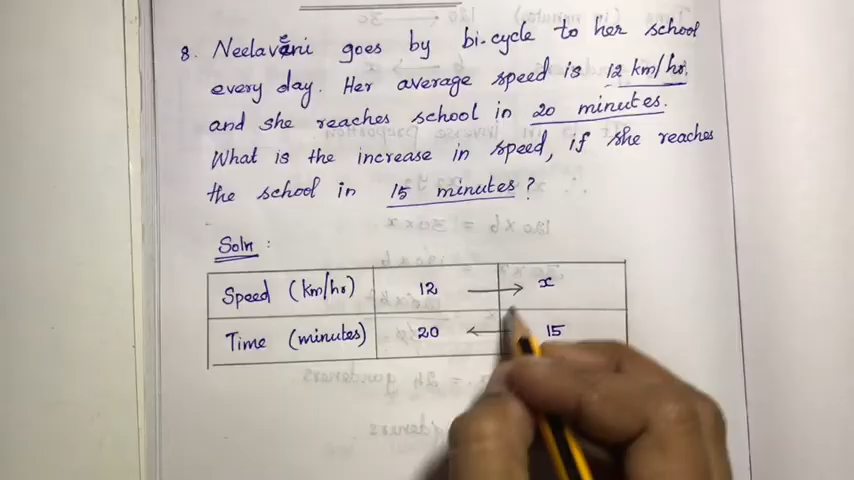 8. Neelaveni goes by bi-cycle to her school
every day. Her average speed is 12 km/hr.
and she reaches school in 20 minutes.
What is the increase in speed, if she reaches
the school in 15 minutes?
Soln :
Speed (km/hr) 12 → x
Time (minutes) 20 ← 15